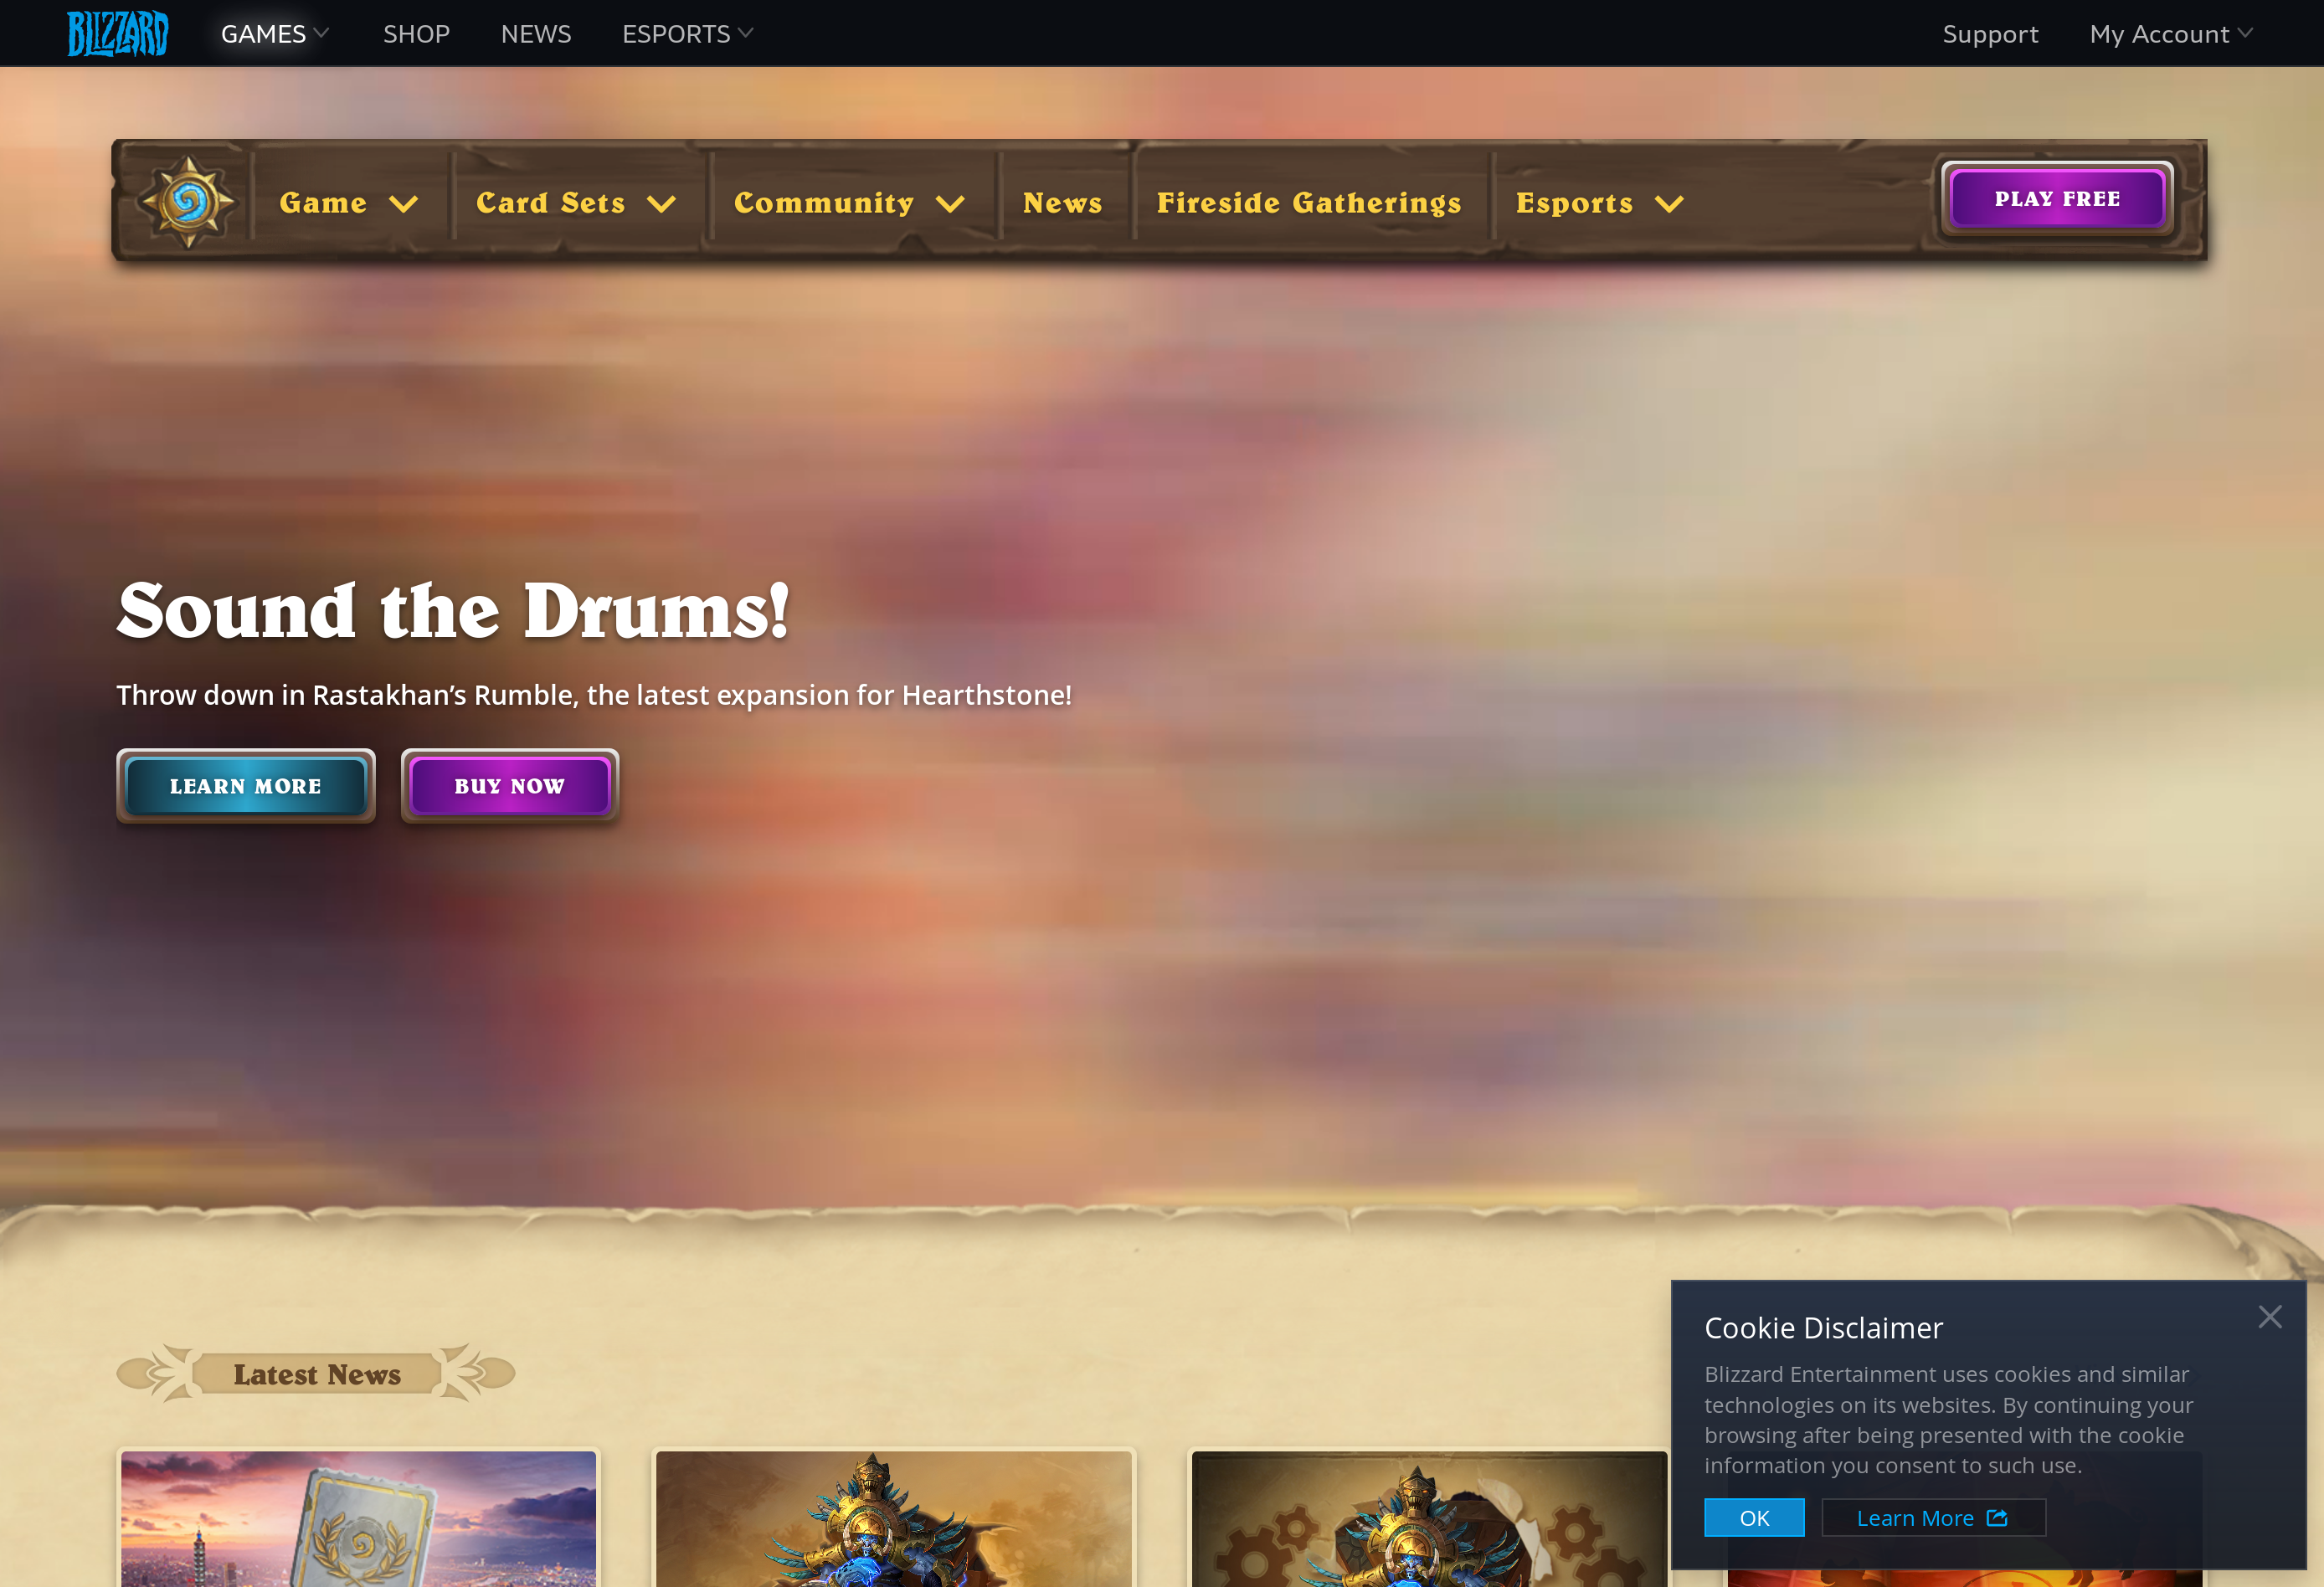 BLIZZARD GAMES SHOP NEWS ESPORTS Support My Account
Game Card Sets Community News Fireside Gatherings Esports PLAY FREE
Sound the Drums!
Throw down in Rastakhan’s Rumble, the latest expansion for Hearthstone!
LEARN MORE BUY NOW
Latest News
Cookie Disclaimer
Blizzard Entertainment uses cookies and similar
technologies on its websites. By continuing your
browsing after being presented with the cookie
information you consent to such use.
OK Learn More